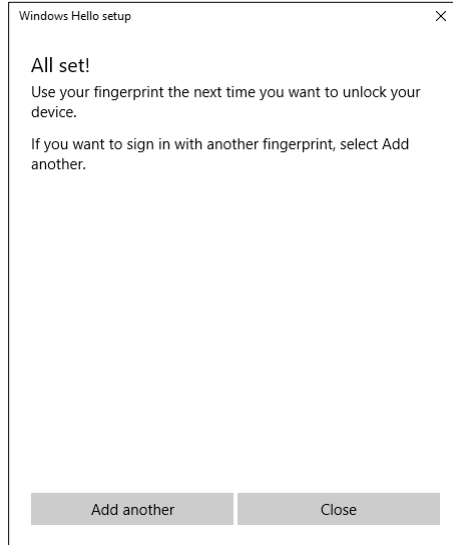 Windows Hello setup
All set!
Use your fingerprint the next time you want to unlock your
device.
If you want to sign in with another fingerprint, select Add
another.
Add another
Close